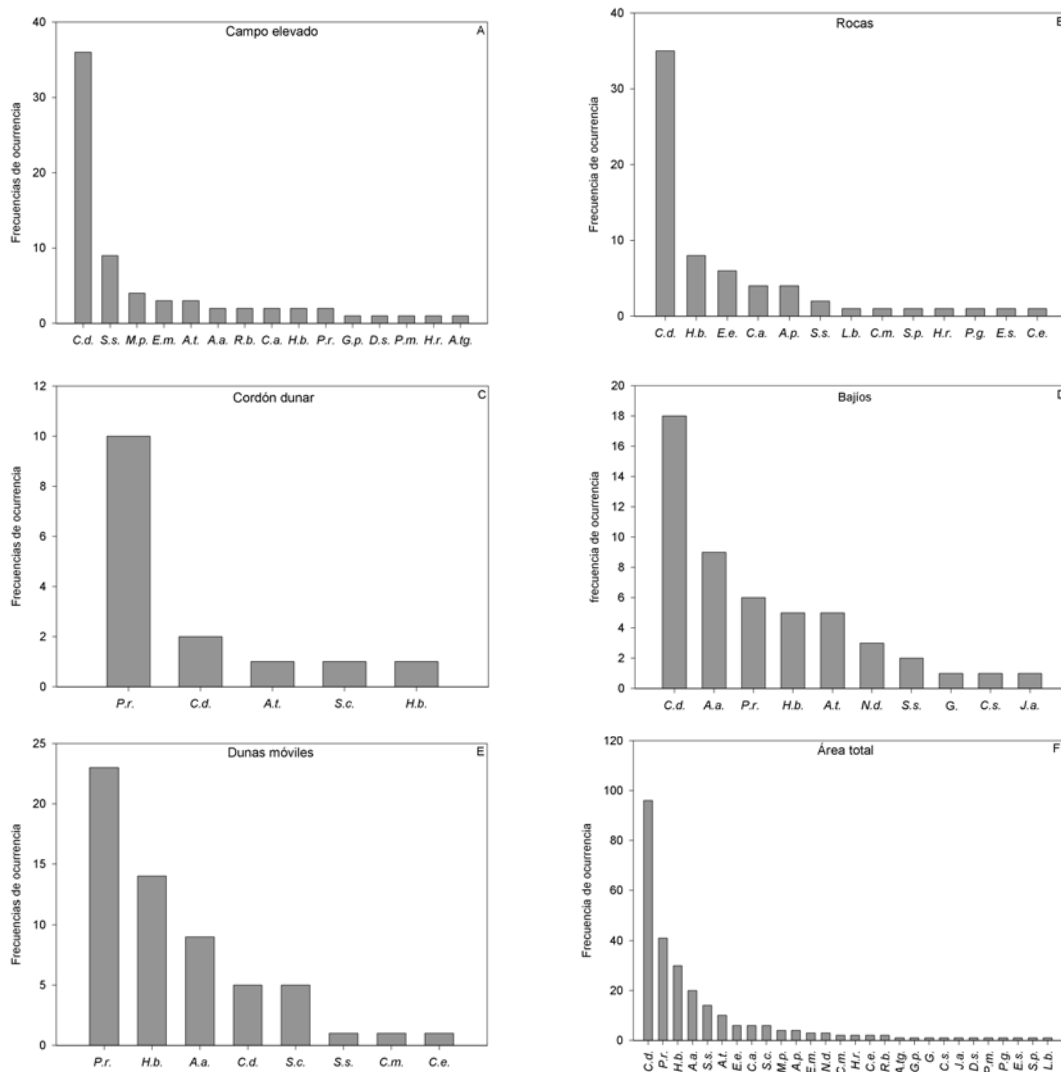 Campo elevado
A
Frecuencias de ocurrencia
40
30
20
10
0
C.d. S.s. M.p. E.m. A.t. A.a. R.b. C.a. H.b. P.r. G.p. D.s. P.m. H.r. A.tg.
Rocas
Frecuencia de ocurrencia
40
30
20
10
0
C.d. H.b. E.e. C.a. A.p. S.s. L.b. C.m. S.p. H.r. P.g. E.s. C.e.
Cordón dunar
C
Frecuencias de ocurrencia
12
10
8
6
4
2
0
P.r. C.d. A.t. S.c. H.b.
Bajíos
frecuencia de ocurrencia
20
18
16
14
12
10
8
6
4
2
0
C.d. A.a. P.r. H.b. A.t. N.d. S.s. G. C.s. J.a.
Dunas móviles
E
Frecuencias de ocurrencia
25
20
15
10
5
0
P.r. H.b. A.a. C.d. S.c. S.s. C.m. C.e.
Área total
F
Frecuencia de ocurrencia
120
100
80
60
40
20
0
C.d. P.r. H.b. A.a. S.s. A.t. E.e. C.a. S.c. M.p. A.p. E.m. N.d. C.m. H.r. C.e. R.b. A.tg. G.p. G. C.s. J.a. D.s. P.m. P.g. E.s. S.p. L.b.